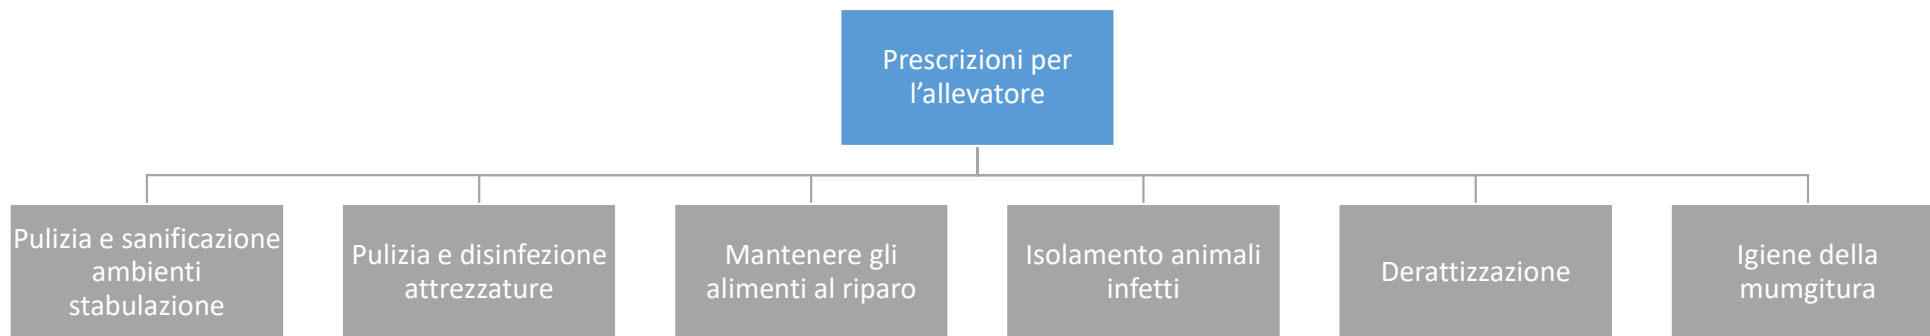 Prescrizioni per
l’allevatore
Pulizia e sanificazione
ambienti
stabulazione
Pulizia e disinfezione
attrezzature
Mantenere gli
alimenti al riparo
Isolamento animali
infetti
Derattizzazione
Igiene della
mumgitura